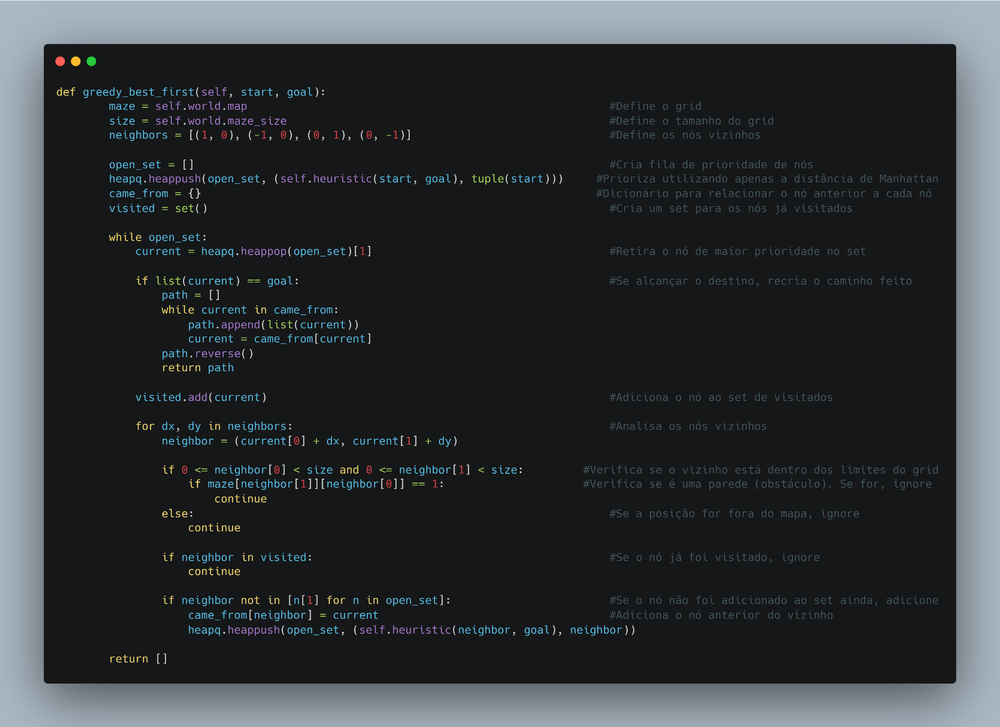 def greedy_best_first(self, start, goal):
        maze = self.world.map                                                       #Define o grid
        size = self.world.maze_size                                                 #Define o tamanho do grid
        neighbors = [(1, 0), (-1, 0), (0, 1), (0, -1)]                              #Define os nós vizinhos

        open_set = []                                                               #Cria fila de prioridade de nós
        heapq.heappush(open_set, (self.heuristic(start, goal), tuple(start)))     #Prioriza utilizando apenas a distância de Manhattan
        came_from = {}                                                            #Dicionário para relacionar o nó anterior a cada nó
        visited = set()                                                             #Cria um set para os nós já visitados

        while open_set:
            current = heapq.heappop(open_set)[1]                                    #Retira o nó de maior prioridade no set

            if list(current) == goal:                                               #Se alcançar o destino, recria o caminho feito
                path = []
                while current in came_from:
                    path.append(list(current))
                    current = came_from[current]
                path.reverse()
                return path

            visited.add(current)                                                    #Adiciona o nó ao set de visitados

            for dx, dy in neighbors:                                                #Analisa os nós vizinhos
                neighbor = (current[0] + dx, current[1] + dy)

                if 0 <= neighbor[0] < size and 0 <= neighbor[1] < size:         #Verifica se o vizinho está dentro dos limites do grid
                    if maze[neighbor[1]][neighbor[0]] == 1:                     #Verifica se é uma parede (obstáculo). Se for, ignore
                        continue
                else:                                                               #Se a posição for fora do mapa, ignore
                    continue

                if neighbor in visited:                                             #Se o nó já foi visitado, ignore
                    continue

                if neighbor not in [n[1] for n in open_set]:                        #Se o nó não foi adicionado ao set ainda, adicione
                    came_from[neighbor] = current                                   #Adiciona o nó anterior do vizinho
                    heapq.heappush(open_set, (self.heuristic(neighbor, goal), neighbor))

        return []